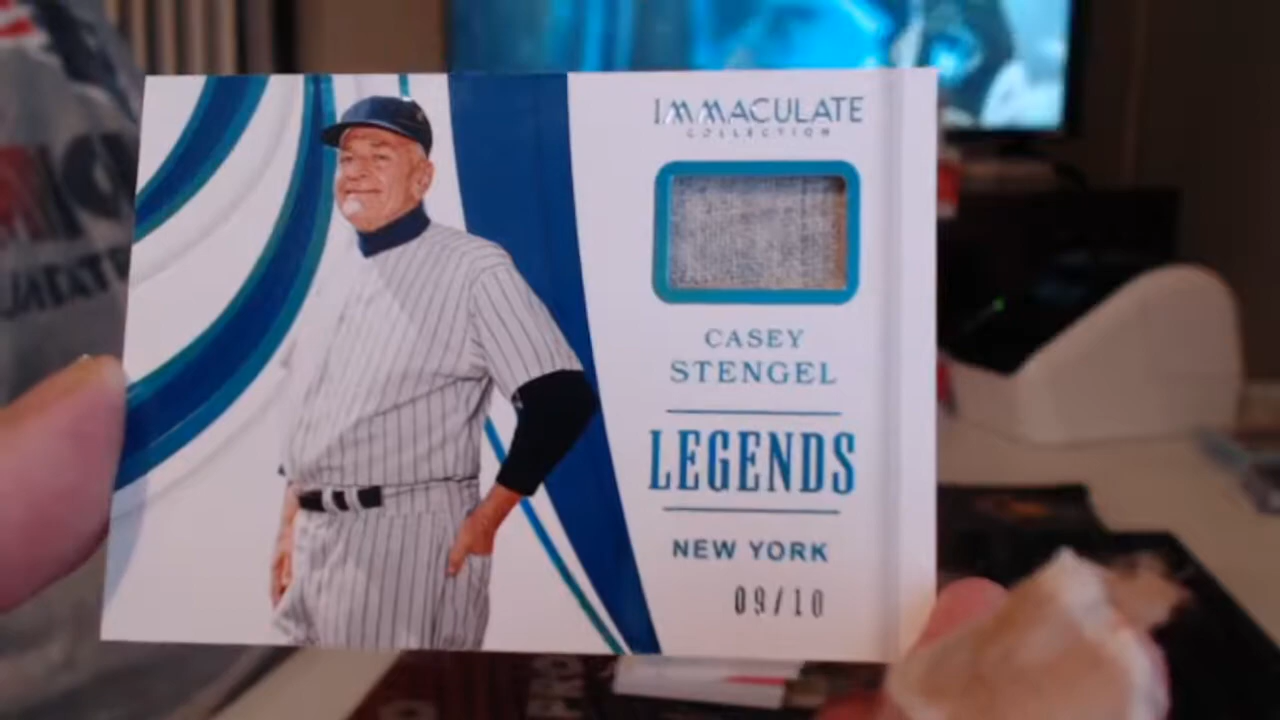 IMMACULATE
COLLECTION
CASEY
STENGEL
LEGENDS
NEW YORK
09/10